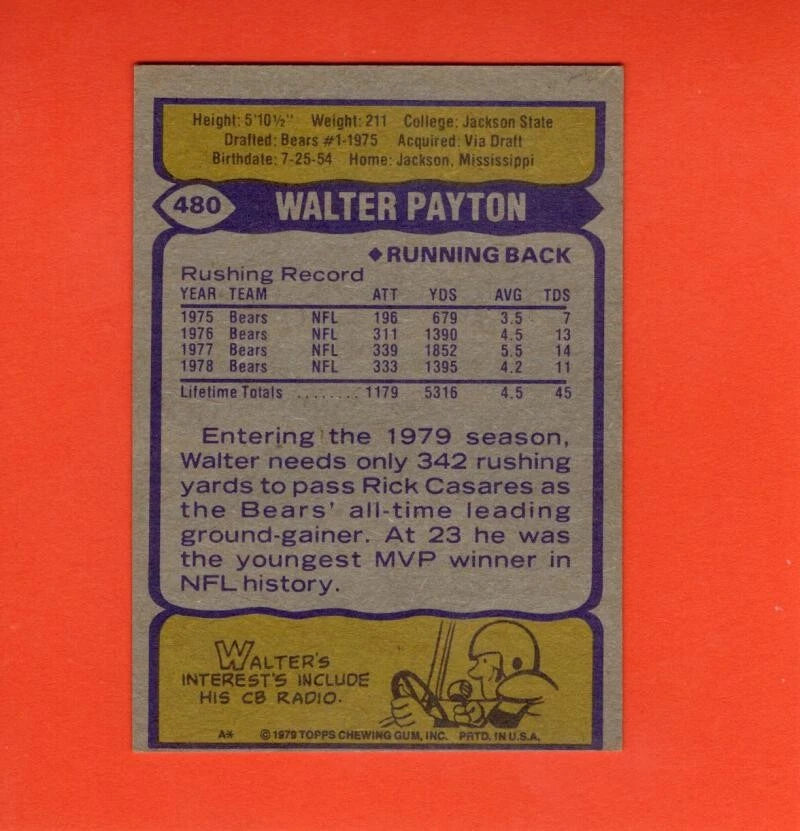 Height: 5'10½" Weight: 211 College: Jackson State
Drafted: Bears #1-1975 Acquired: Via Draft
Birthdate: 7-25-54 Home: Jackson, Mississippi
480 WALTER PAYTON
◆RUNNING BACK
Rushing Record
YEAR TEAM ATT YDS AVG TDS
1975 Bears NFL 196 679 3.5 7
1976 Bears NFL 311 1390 4.5 13
1977 Bears NFL 339 1852 5.5 14
1978 Bears NFL 333 1395 4.2 11
Lifetime Totals ........ 1179 5316 4.5 45
Entering the 1979 season,
Walter needs only 342 rushing
yards to pass Rick Casares as
the Bears' all-time leading
ground-gainer. At 23 he was
the youngest MVP winner in
NFL history.
WALTER'S
INTEREST'S INCLUDE
HIS CB RADIO.
A* © 1979 TOPPS CHEWING GUM, INC. PRTD. IN U.S.A.